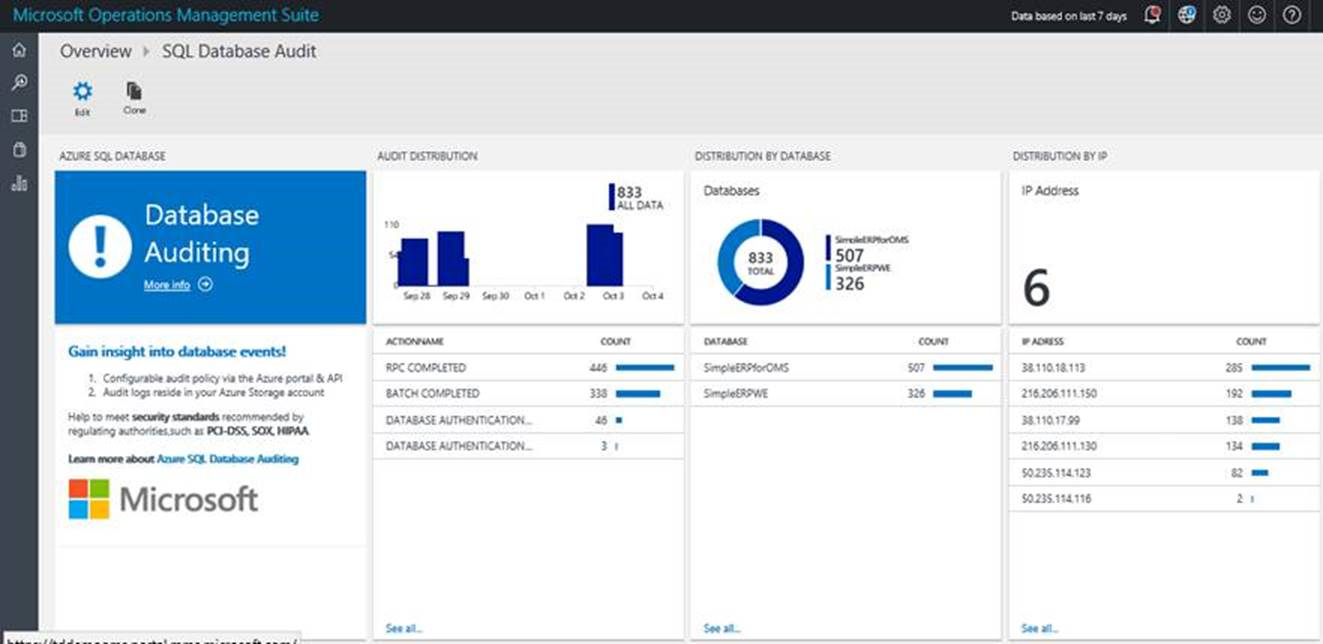 Microsoft Operations Management Suite
Data based on last 7 days
Overview SQL Database Audit
Edit
Clone
AZURE SQL DATABASE
Database
Auditing
More info
Gain insight into database events!
1. Configurable audit policy via the Azure portal & API
2. Audit logs reside in your Azure Storage account
Help to meet security standards recommended by
regulating authorities,such as PCI-DSS, SOX, HIPAA
Learn more about Azure SQL Database Auditing
Microsoft
AUDIT DISTRIBUTION
833
ALL DATA
110
0
Sep 28 Sep 29 Sep 30 Oct 1 Oct 2 Oct 3 Oct 4
ACTIONNAME COUNT
RPC COMPLETED 446
BATCH COMPLETED 338
DATABASE AUTHENTICATION... 46
DATABASE AUTHENTICATION... 3
See all...
DISTRIBUTION BY DATABASE
Databases
833
TOTAL
SimpleERPforOMS
507
SimpleERPWE
326
DATABASE COUNT
SimpleERPforOMS 507
SimpleERPWE 326
See all...
DISTRIBUTION BY IP
IP Address
6
IP ADRESS COUNT
38.110.18.113 285
216.206.111.150 192
38.110.17.99 138
216.206.111.130 134
50.235.114.123 82
50.235.114.116 2
See all...